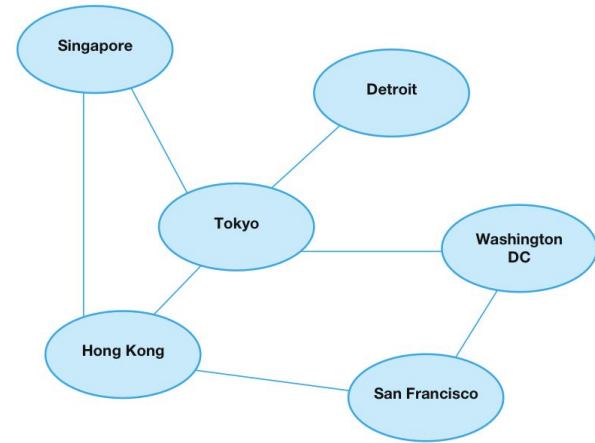 Singapore
Detroit
Tokyo
Washington
DC
Hong Kong
San Francisco